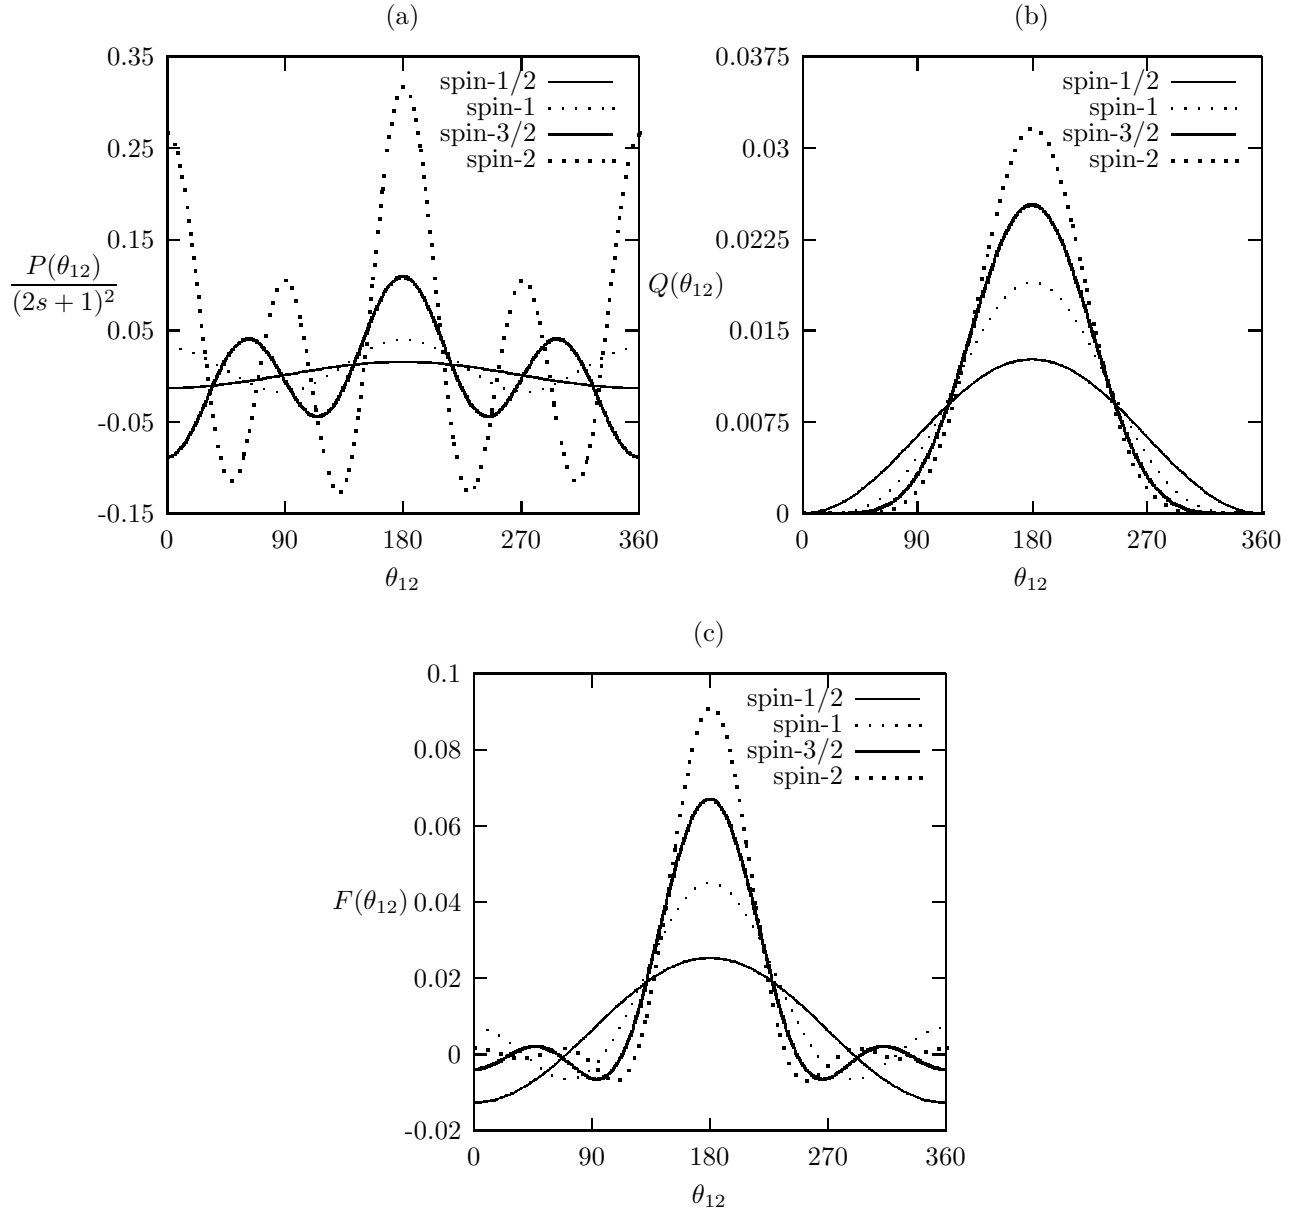 (a)
0.35
0.25
0.15
0.05
-0.05
-0.15
P(θ₁₂)
(2s + 1)²
spin-1/2
spin-1
spin-3/2
spin-2
0 90 180 270 360
θ₁₂
(b)
0.0375
0.03
0.0225
0.015
0.0075
0
Q(θ₁₂)
spin-1/2
spin-1
spin-3/2
spin-2
0 90 180 270 360
θ₁₂
(c)
0.1
0.08
0.06
0.04
0.02
0
-0.02
F(θ₁₂)
spin-1/2
spin-1
spin-3/2
spin-2
0 90 180 270 360
θ₁₂